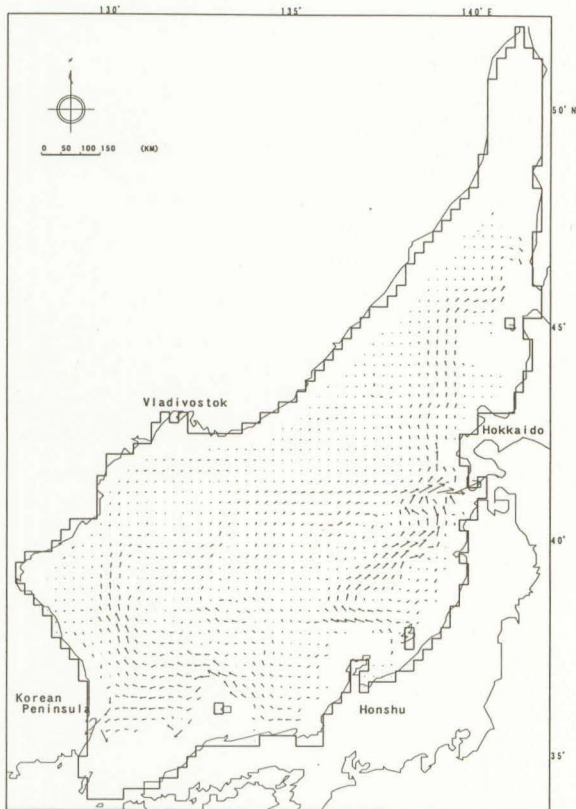 130°
135°
140°E
50°N
0 50 100 150 (KM)
45°
Vladivostok
Hokkaido
40°
Korean
Peninsula
Honshu
35°